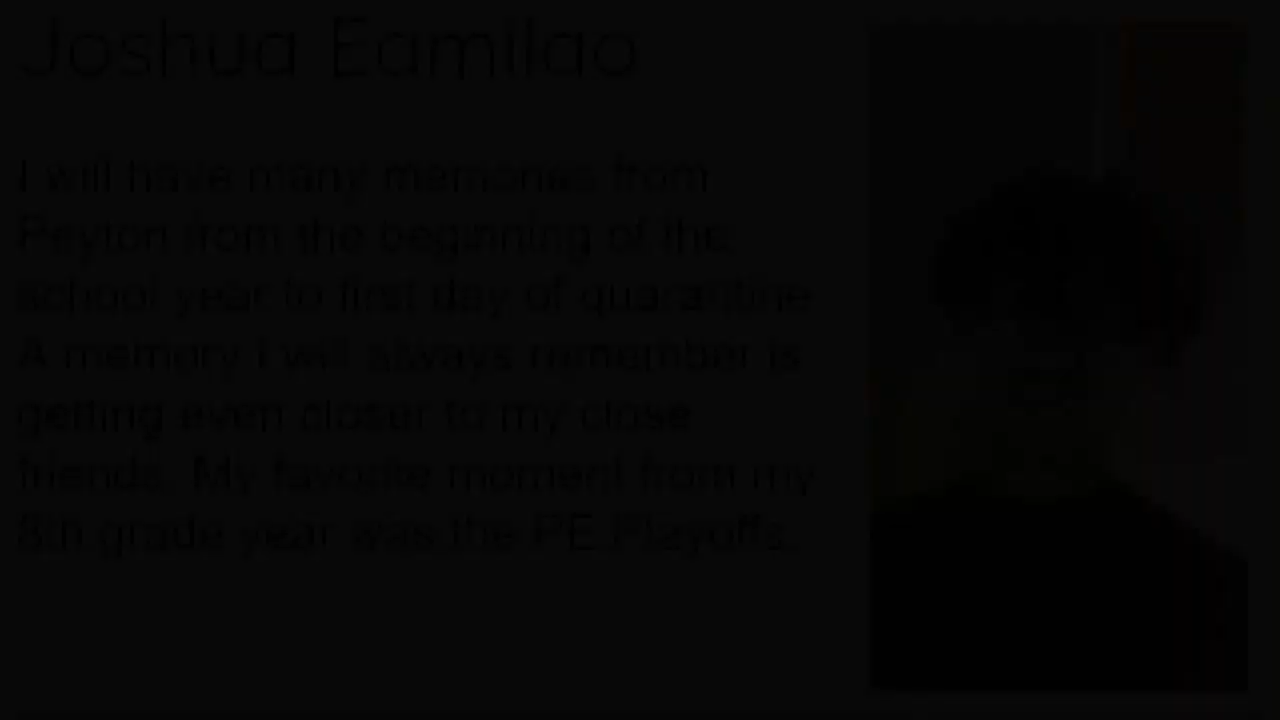 Joshua Eamilao
I will have many memories from
Peyton from the beginning of the
school year to first day of quarantine
A memory I will always remember is
getting even closer to my close
friends. My favorite moment from my
8th grade year was the PE Playoffs.